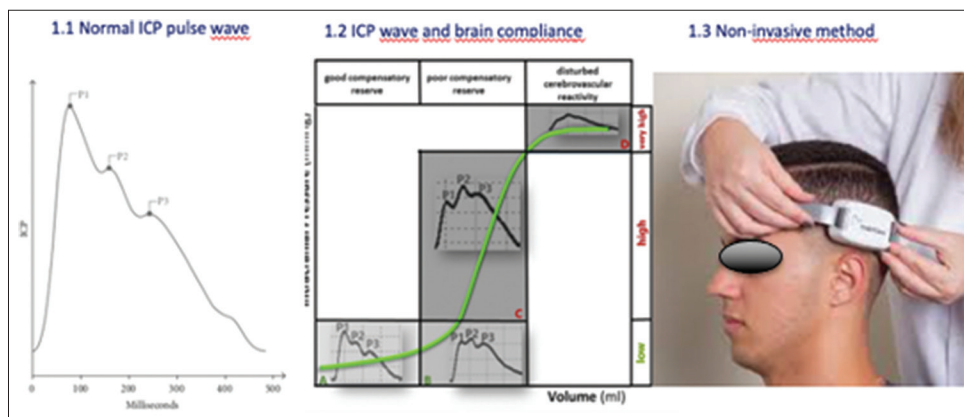 1.1 Normal ICP pulse wave
P1
P2
P3
ICP
0
100
200
300
400
500
Milliseconds
1.2 ICP wave and brain compliance
good compensatory
reserve
poor compensatory
reserve
disturbed
cerebrovascular
reactivity
very high
D
P1
P2
P3
high
C
P1
P2
P3
A
P1
P2
P3
B
low
Volume (ml)
1.3 Non-invasive method